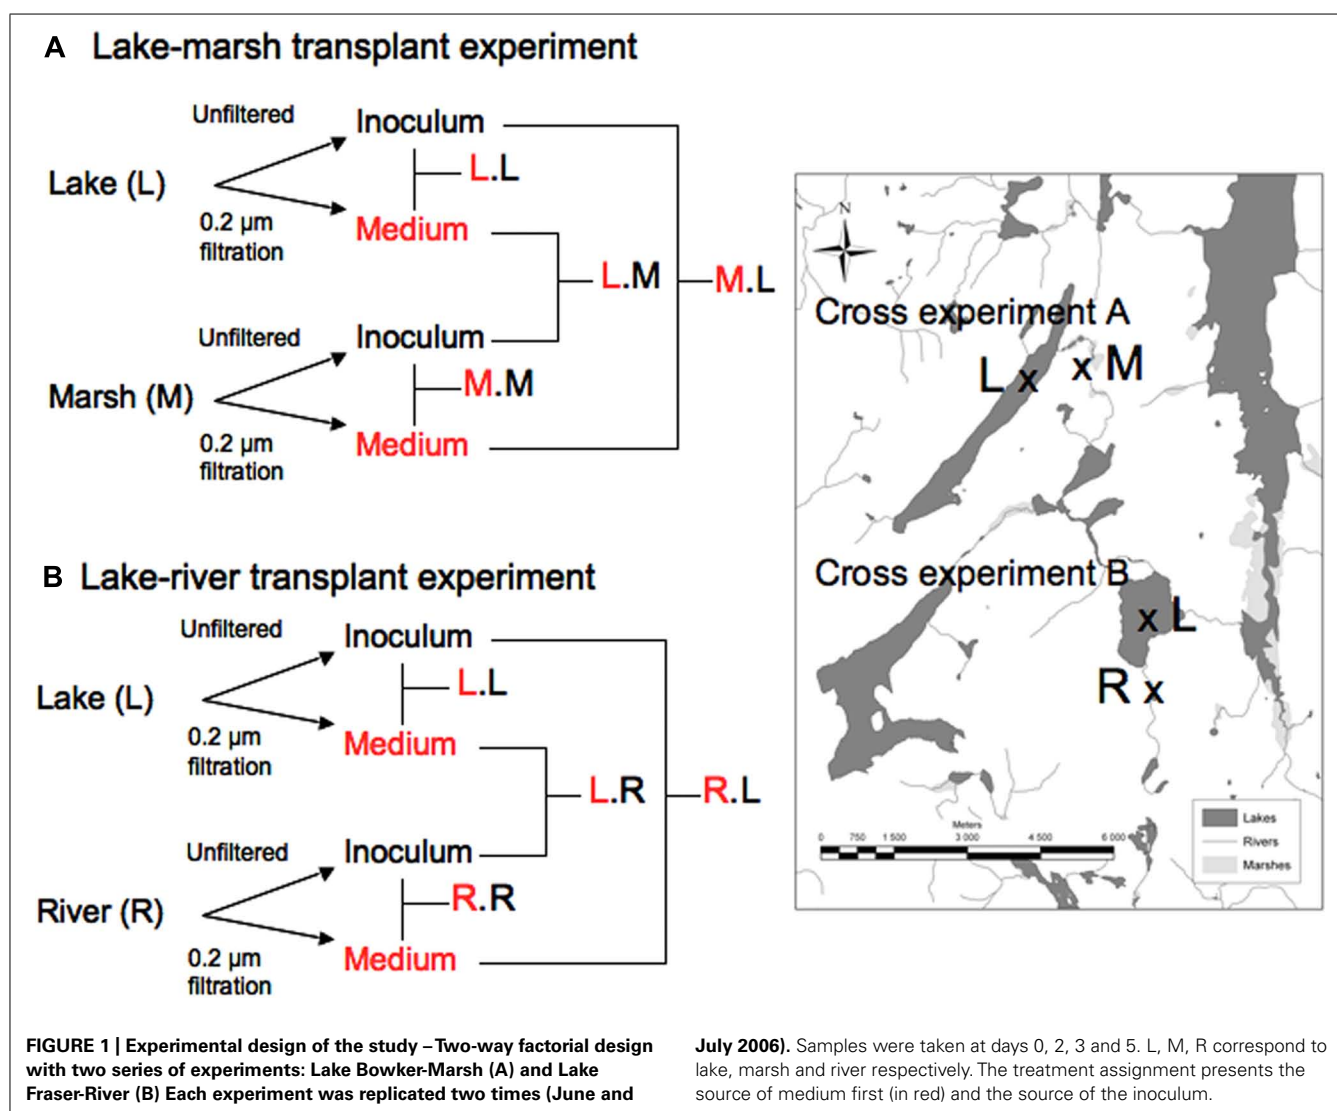 A Lake-marsh transplant experiment
Unfiltered
Inoculum
L.L
Lake (L)
0.2 µm
filtration
Medium
L.M
M.L
Unfiltered
Inoculum
M.M
Marsh (M)
0.2 µm
filtration
Medium
B Lake-river transplant experiment
Unfiltered
Inoculum
L.L
Lake (L)
0.2 µm
filtration
Medium
L.R
R.L
Unfiltered
Inoculum
R.R
River (R)
0.2 µm
filtration
Medium
N
Cross experiment A
L x
x M
Cross experiment B
x L
R x
Meters
0 750 1 500 3 000 4 500 6 000
Lakes
Rivers
Marshes
FIGURE 1 | Experimental design of the study – Two-way factorial design
with two series of experiments: Lake Bowker-Marsh (A) and Lake
Fraser-River (B) Each experiment was replicated two times (June and
July 2006). Samples were taken at days 0, 2, 3 and 5. L, M, R correspond to
lake, marsh and river respectively. The treatment assignment presents the
source of medium first (in red) and the source of the inoculum.